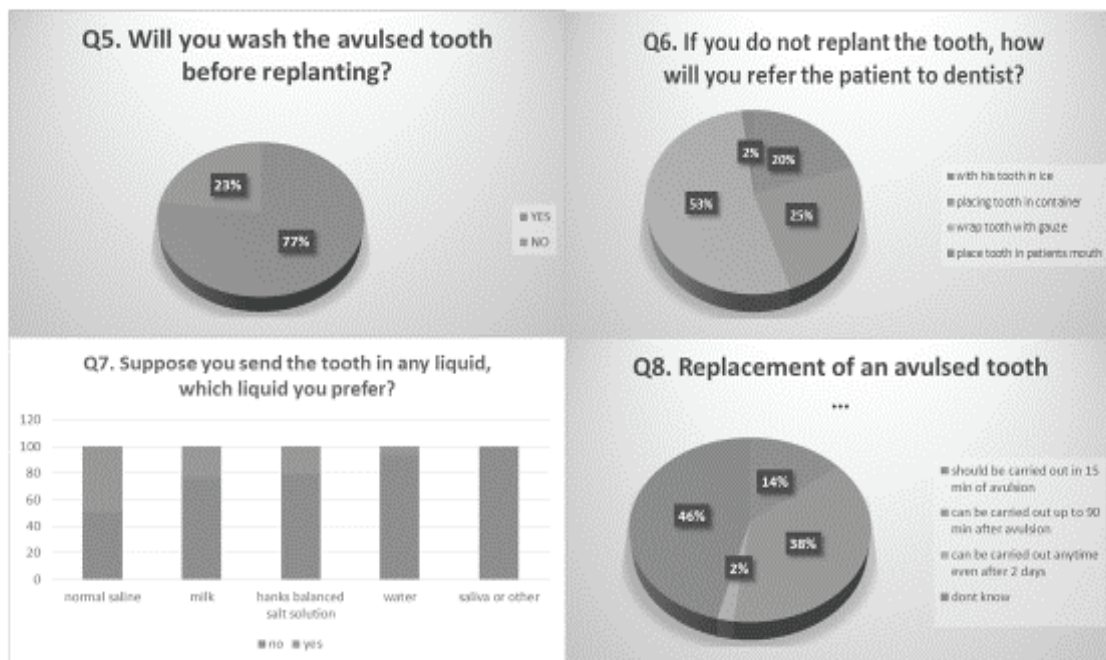 Q5. Will you wash the avulsed tooth
before replanting?
23%
77%
YES
NO
Q6. If you do not replant the tooth, how
will you refer the patient to dentist?
2%
20%
53%
25%
with his tooth in ice
placing tooth in container
wrap tooth with gauze
place tooth in patients mouth
Q7. Suppose you send the tooth in any liquid,
which liquid you prefer?
120
100
80
60
40
20
0
normal saline
milk
hanks balanced
salt solution
water
saliva or other
no yes
Q8. Replacement of an avulsed tooth
...
14%
46%
38%
2%
should be carried out in 15
min of avulsion
can be carried out up to 90
min after avulsion
can be carried out anytime
even after 2 days
dont know